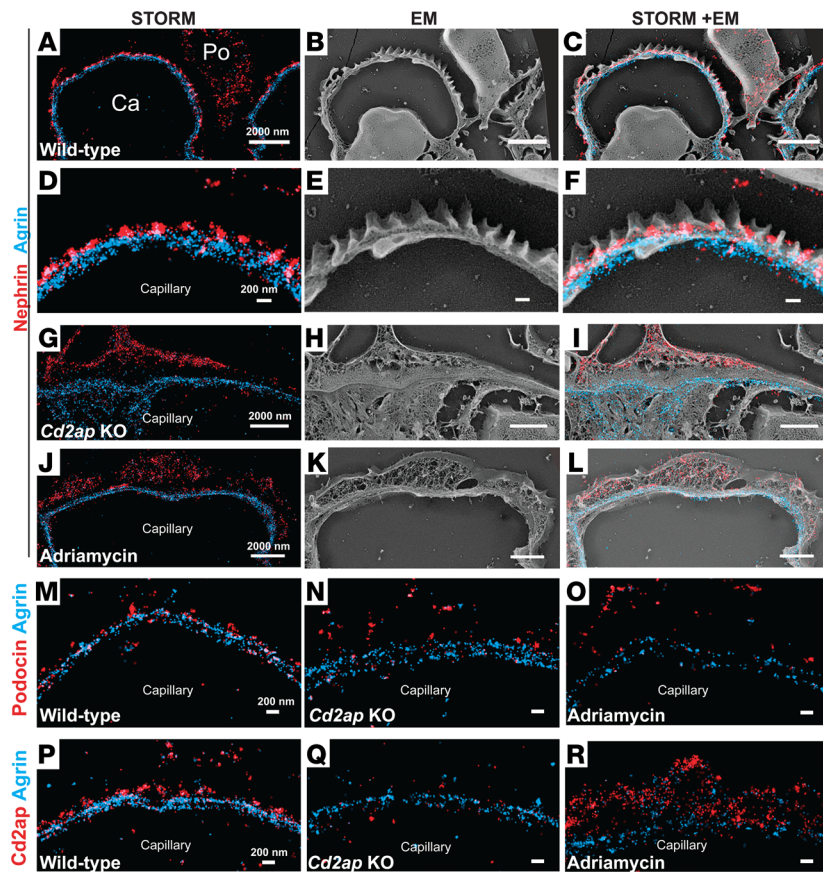 STORM EM STORM +EM
A Po B C
Ca
2000 nm
Wild-type
D E F
Capillary 200 nm
Nephrin Agrin
G H I
Capillary 2000 nm
Cd2ap KO
J K L
Capillary
2000 nm
Adriamycin
M N O
Podocin Agrin
Capillary Capillary Capillary
200 nm
Wild-type Cd2ap KO Adriamycin
P Q R
Cd2ap Agrin
Capillary Capillary Capillary
200 nm
Wild-type Cd2ap KO Adriamycin